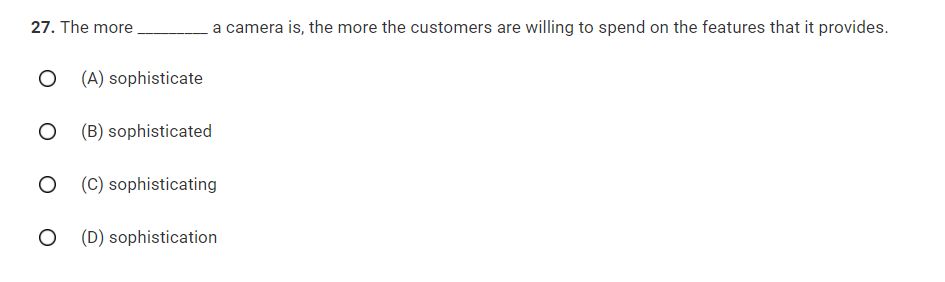 27. The more _________ a camera is, the more the customers are willing to spend on the features that it provides.
(A) sophisticate
(B) sophisticated
(C) sophisticating
(D) sophistication